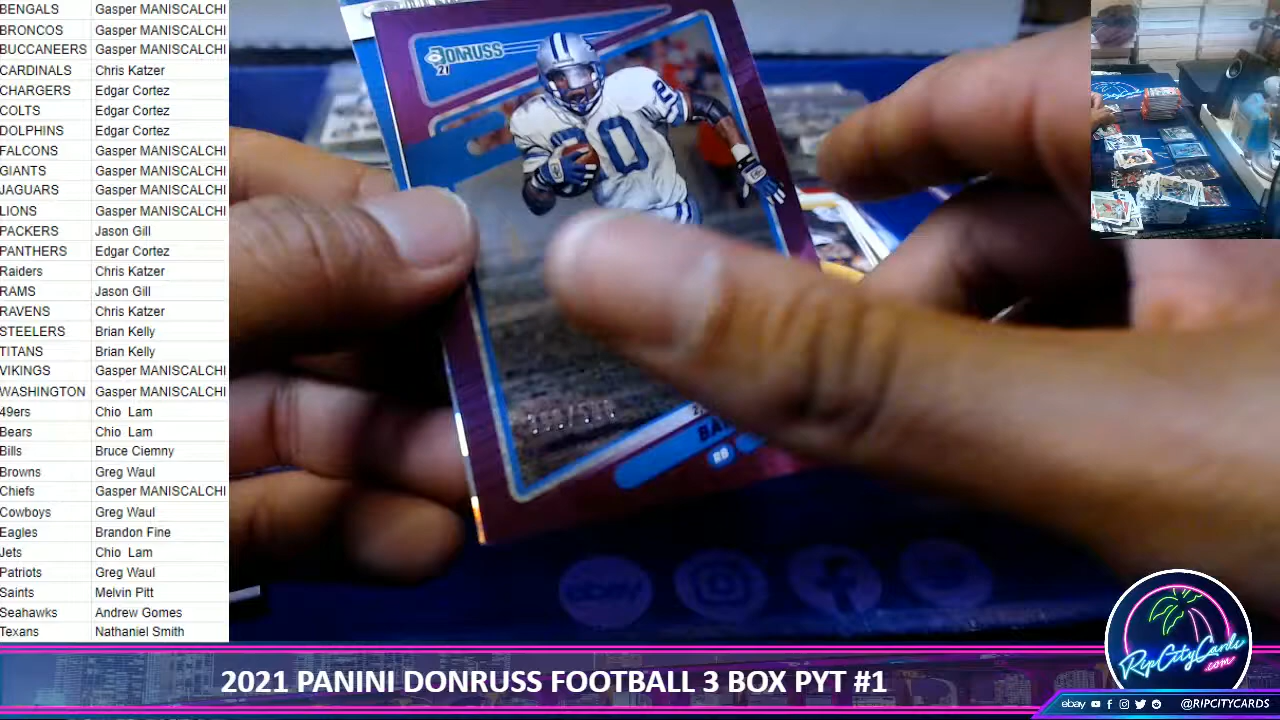 BENGALS Gasper MANISCALCHI
BRONCOS Gasper MANISCALCHI
BUCCANEERS Gasper MANISCALCHI
CARDINALS Chris Katzer
CHARGERS Edgar Cortez
COLTS Edgar Cortez
DOLPHINS Edgar Cortez
FALCONS Gasper MANISCALCHI
GIANTS Gasper MANISCALCHI
JAGUARS Gasper MANISCALCHI
LIONS Gasper MANISCALCHI
PACKERS Jason Gill
PANTHERS Edgar Cortez
Raiders Chris Katzer
RAMS Jason Gill
RAVENS Chris Katzer
STEELERS Brian Kelly
TITANS Brian Kelly
VIKINGS Gasper MANISCALCHI
WASHINGTON Gasper MANISCALCHI
49ers Chio Lam
Bears Chio Lam
Bills Bruce Ciemny
Browns Greg Waul
Chiefs Gasper MANISCALCHI
Cowboys Greg Waul
Eagles Brandon Fine
Jets Chio Lam
Patriots Greg Waul
Saints Melvin Pitt
Seahawks Andrew Gomes
Texans Nathaniel Smith
DONRUSS
21
20
2
RB
RipCityCards
.com
2021 PANINI DONRUSS FOOTBALL 3 BOX PYT #1
ebay @RIPCITYCARDS